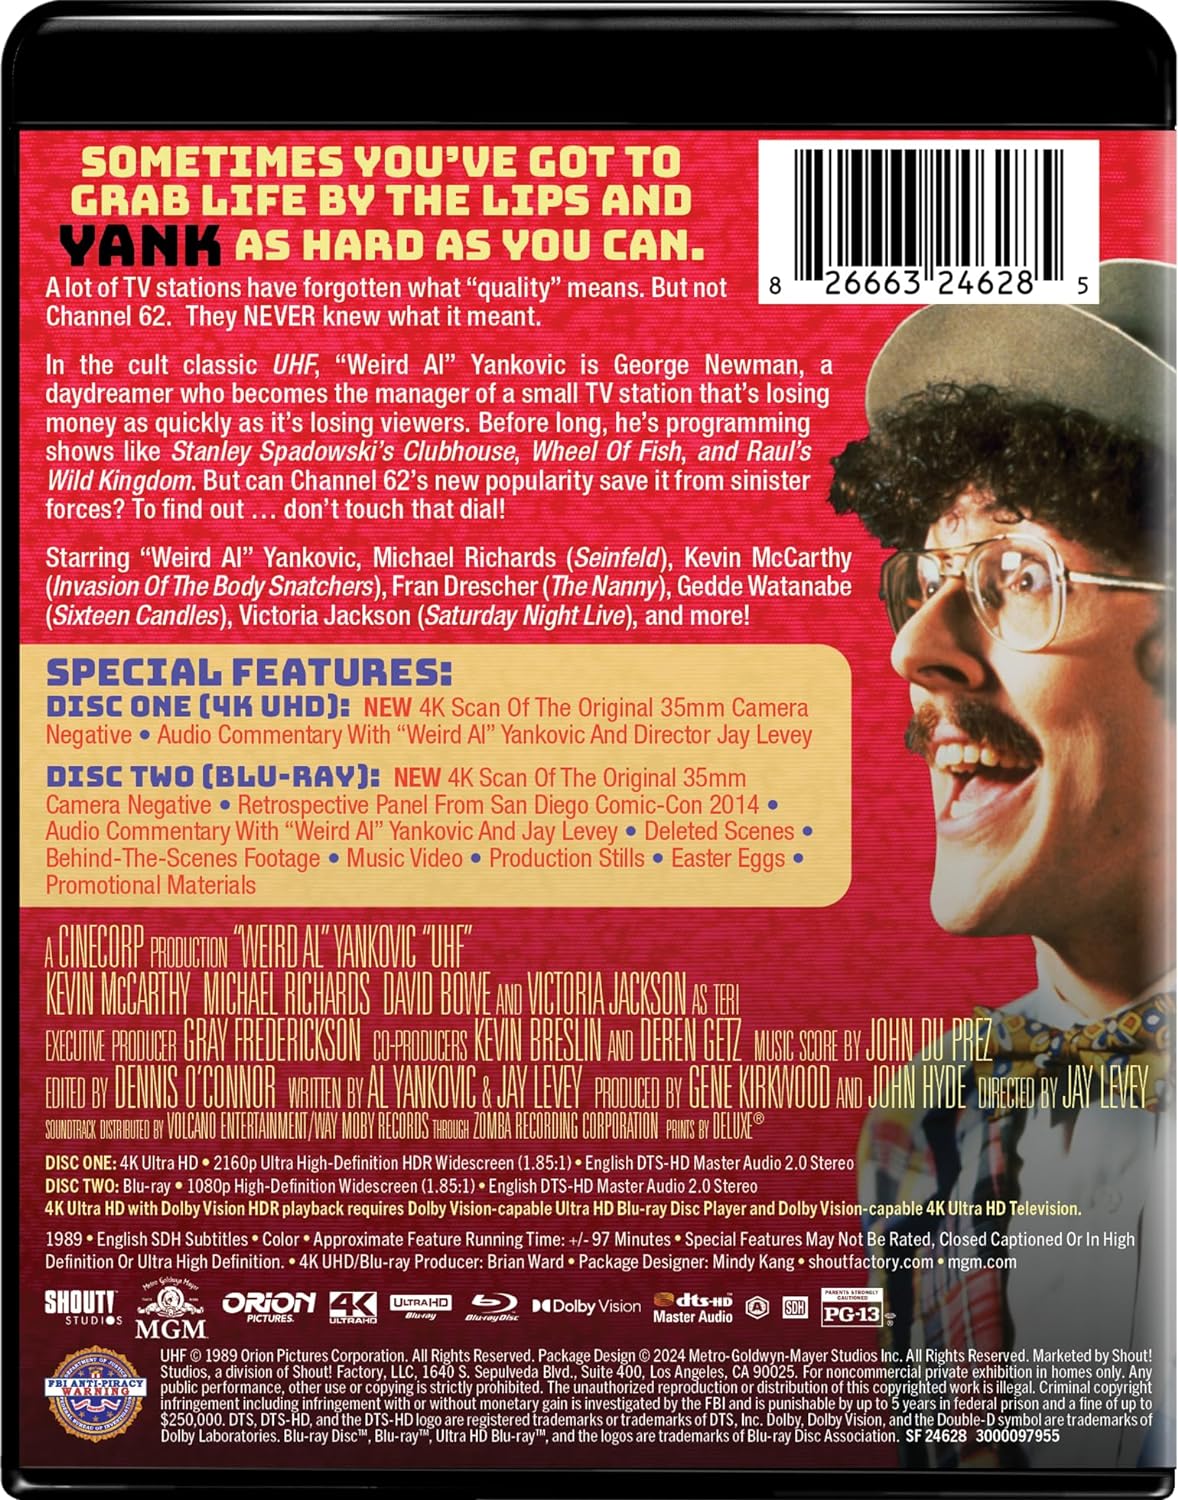 SOMETIMES YOU'VE GOT TO
GRAB LIFE BY THE LIPS AND
YANK AS HARD AS YOU CAN.
8 26663 24628 5
A lot of TV stations have forgotten what “quality” means. But not
Channel 62. They NEVER knew what it meant.
In the cult classic UHF, “Weird Al” Yankovic is George Newman, a
daydreamer who becomes the manager of a small TV station that’s losing
money as quickly as it’s losing viewers. Before long, he’s programming
shows like Stanley Spadowski’s Clubhouse, Wheel Of Fish, and Raul’s
Wild Kingdom. But can Channel 62’s new popularity save it from sinister
forces? To find out … don’t touch that dial!
Starring “Weird Al” Yankovic, Michael Richards (Seinfeld), Kevin McCarthy
(Invasion Of The Body Snatchers), Fran Drescher (The Nanny), Gedde Watanabe
(Sixteen Candles), Victoria Jackson (Saturday Night Live), and more!
SPECIAL FEATURES:
DISC ONE (4K UHD): NEW 4K Scan Of The Original 35mm Camera
Negative • Audio Commentary With “Weird Al” Yankovic And Director Jay Levey
DISC TWO (BLU-RAY): NEW 4K Scan Of The Original 35mm
Camera Negative • Retrospective Panel From San Diego Comic-Con 2014 •
Audio Commentary With “Weird Al” Yankovic And Jay Levey • Deleted Scenes •
Behind-The-Scenes Footage • Music Video • Production Stills • Easter Eggs •
Promotional Materials
A CINECORP PRODUCTION “WEIRD AL” YANKOVIC “UHF”
KEVIN McCARTHY MICHAEL RICHARDS DAVID BOWE AND VICTORIA JACKSON AS TERI
EXECUTIVE PRODUCER GRAY FREDERICKSON CO-PRODUCERS KEVIN BRESLIN AND DEREN GETZ MUSIC SCORE BY JOHN DU PREZ
EDITED BY DENNIS O’CONNOR WRITTEN BY AL YANKOVIC & JAY LEVEY PRODUCED BY GENE KIRKWOOD AND JOHN HYDE DIRECTED BY JAY LEVEY
SOUNDTRACK DISTRIBUTED BY VOLCANO ENTERTAINMENT/WAY MOBY RECORDS THROUGH ZOMBA RECORDING CORPORATION PRINTS BY DELUXE®
DISC ONE: 4K Ultra HD • 2160p Ultra High-Definition HDR Widescreen (1.85:1) • English DTS-HD Master Audio 2.0 Stereo
DISC TWO: Blu-ray • 1080p High-Definition Widescreen (1.85:1) • English DTS-HD Master Audio 2.0 Stereo
4K Ultra HD with Dolby Vision HDR playback requires Dolby Vision-capable Ultra HD Blu-ray Disc Player and Dolby Vision-capable 4K Ultra HD Television.
1989 • English SDH Subtitles • Color • Approximate Feature Running Time: +/- 97 Minutes • Special Features May Not Be Rated, Closed Captioned Or In High
Definition Or Ultra High Definition. • 4K UHD/Blu-ray Producer: Brian Ward • Package Designer: Mindy Kang • shoutfactory.com • mgm.com
SHOUT! STUDIOS Metro Goldwyn Mayer MGM ORION PICTURES. 4K ULTRA HD ULTRA HD Blu-ray Blu-ray Disc Dolby Vision dts-HD Master Audio A SDH PARENTS STRONGLY CAUTIONED PG-13 ®
FBI ANTI-PIRACY WARNING
UHF © 1989 Orion Pictures Corporation. All Rights Reserved. Package Design © 2024 Metro-Goldwyn-Mayer Studios Inc. All Rights Reserved. Marketed by Shout!
Studios, a division of Shout! Factory, LLC, 1640 S. Sepulveda Blvd., Suite 400, Los Angeles, CA 90025. For noncommercial private exhibition in homes only. Any
public performance, other use or copying is strictly prohibited. The unauthorized reproduction or distribution of this copyrighted work is illegal. Criminal copyright
infringement including infringement with or without monetary gain is investigated by the FBI and is punishable by up to 5 years in federal prison and a fine of up to
$250,000. DTS, DTS-HD, and the DTS-HD logo are registered trademarks or trademarks of DTS, Inc. Dolby, Dolby Vision, and the Double-D symbol are trademarks of
Dolby Laboratories. Blu-ray Disc™, Blu-ray™, Ultra HD Blu-ray™, and the logos are trademarks of Blu-ray Disc Association. SF 24628 3000097955